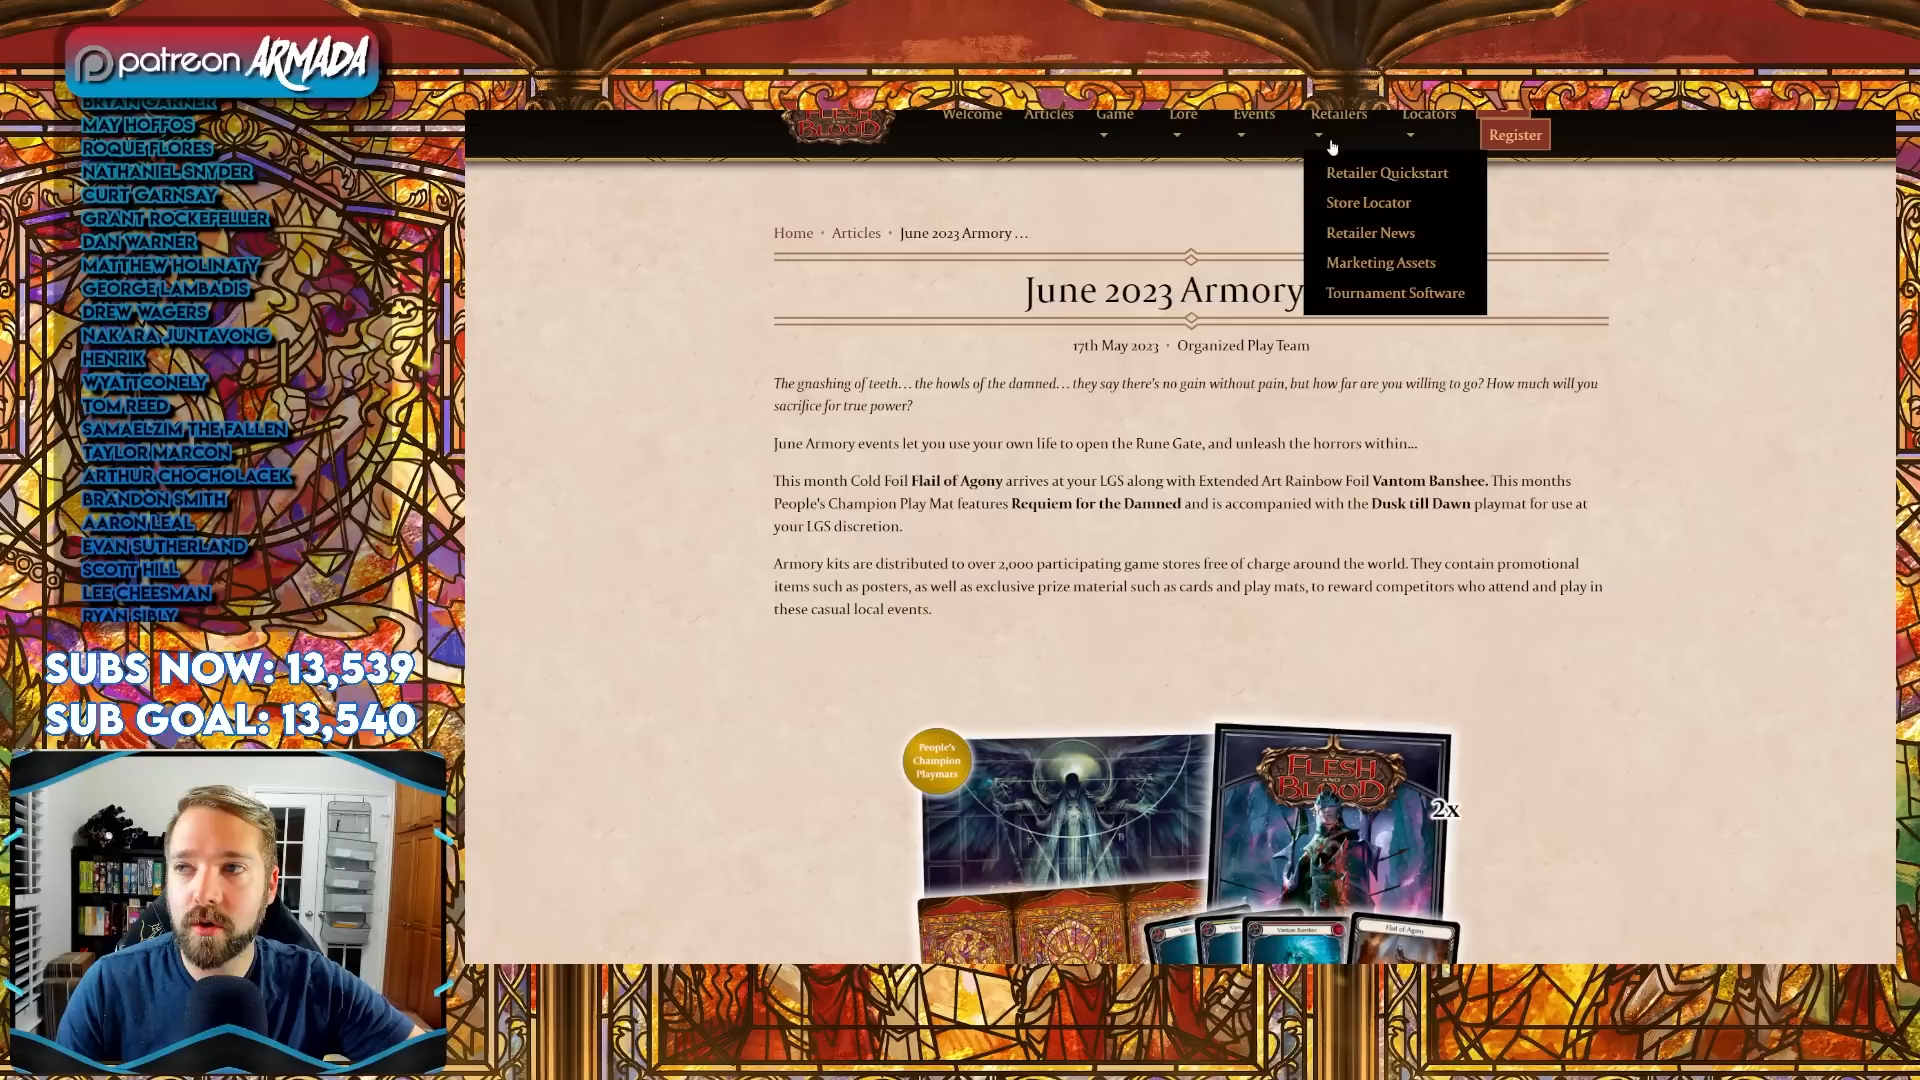 patreon ARMADA
BRYAN GARNER
MAY HOFFOS
ROQUE FLORES
NATHANIEL SNYDER
CURT GARNSAY
GRANT ROCKEFELLER
DAN WARNER
MATTHEW HOLINATY
GEORGE LAMBADIS
DREW WAGERS
NAKARA JUNTAVONG
HENRIK
WYATTCONELY
TOM REED
SAMAELZIM THE FALLEN
TAYLOR MARCON
ARTHUR CHOCHOLACEK
BRANDON SMITH
AARON LEAL
EVAN SUTHERLAND
SCOTT HILL
LEE CHEESMAN
RYAN SIBLY
SUBS NOW: 13,539
SUB GOAL: 13,540
FLESH AND BLOOD
Welcome Articles Game Lore Events Retailers Locators
Register
Retailer Quickstart
Store Locator
Retailer News
Marketing Assets
Tournament Software
Home • Articles • June 2023 Armory …
June 2023 Armory
17th May 2023 • Organized Play Team
The gnashing of teeth… the howls of the damned… they say there's no gain without pain, but how far are you willing to go? How much will you
sacrifice for true power?
June Armory events let you use your own life to open the Rune Gate, and unleash the horrors within...
This month Cold Foil Flail of Agony arrives at your LGS along with Extended Art Rainbow Foil Vantom Banshee. This months
People's Champion Play Mat features Requiem for the Damned and is accompanied with the Dusk till Dawn playmat for use at
your LGS discretion.
Armory kits are distributed to over 2,000 participating game stores free of charge around the world. They contain promotional
items such as posters, as well as exclusive prize material such as cards and play mats, to reward competitors who attend and play in
these casual local events.
People's
Champion
Playmats
FLESH AND BLOOD
2x
Vantom Banshee
Flail of Agony